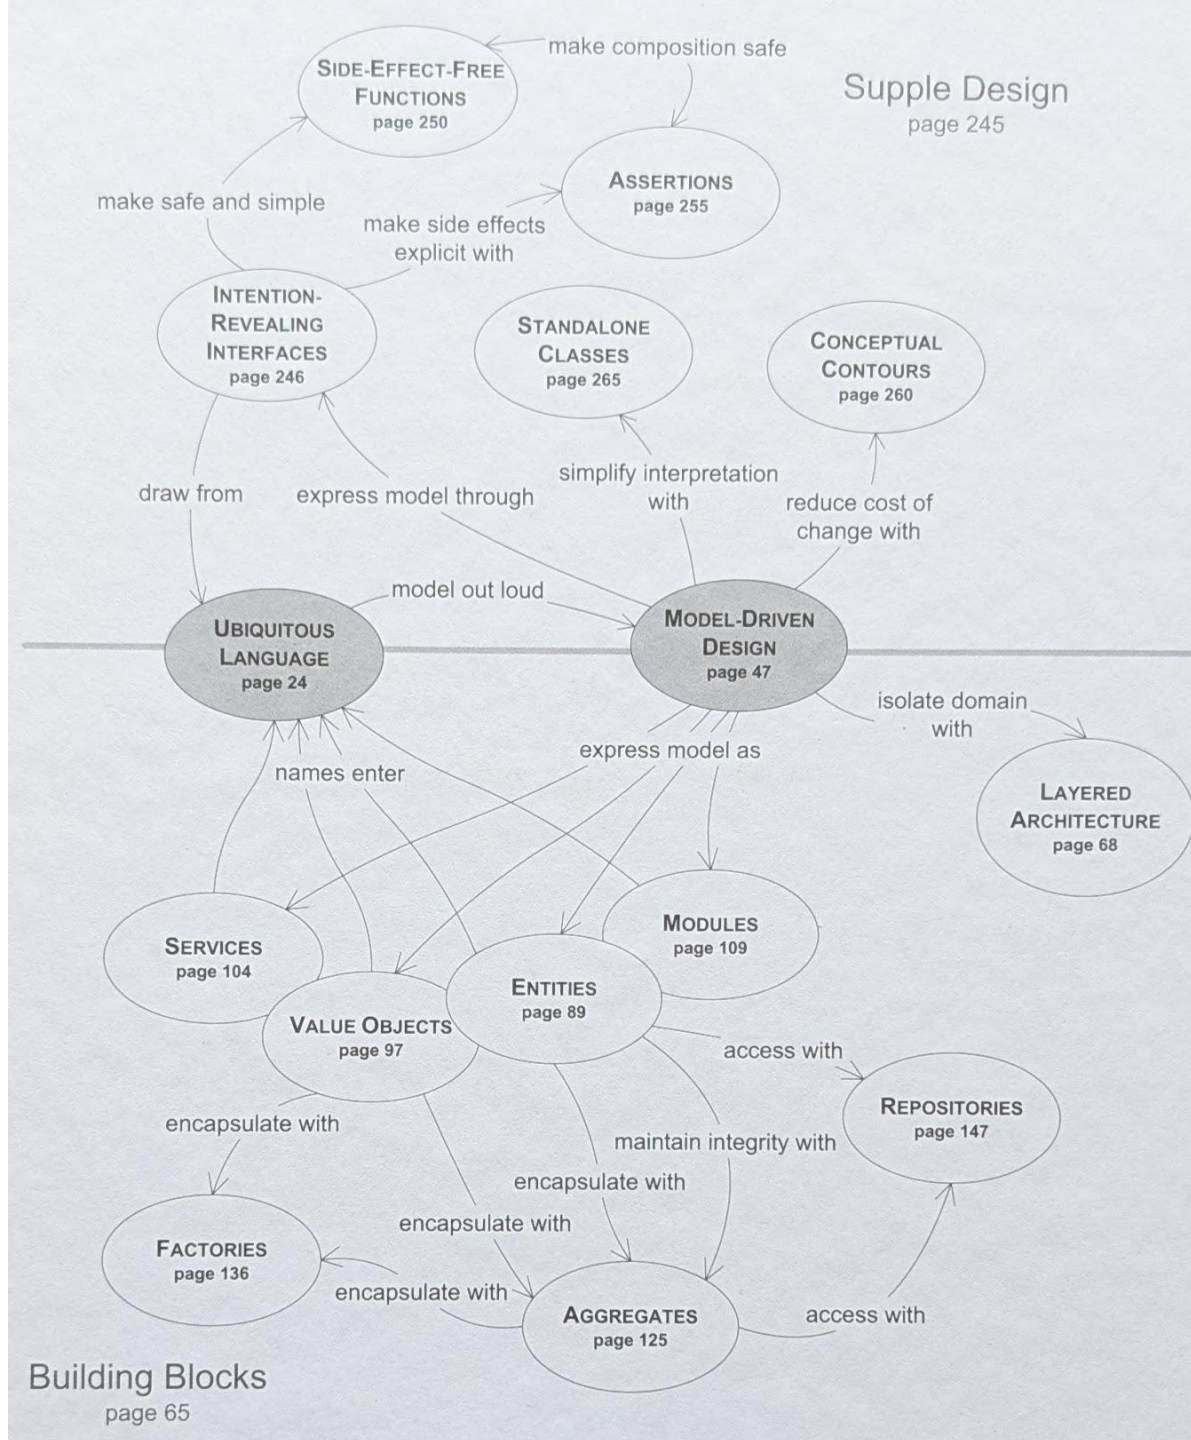 make composition safe
SIDE-EFFECT-FREE
FUNCTIONS
page 250
Supple Design
page 245
ASSERTIONS
page 255
make safe and simple
make side effects
explicit with
INTENTION-
REVEALING
INTERFACES
page 246
STANDALONE
CLASSES
page 265
CONCEPTUAL
CONTOURS
page 260
draw from
express model through
simplify interpretation
with
reduce cost of
change with
model out loud
UBIQUITOUS
LANGUAGE
page 24
MODEL-DRIVEN
DESIGN
page 47
isolate domain
with
names enter
express model as
LAYERED
ARCHITECTURE
page 68
SERVICES
page 104
MODULES
page 109
ENTITIES
page 89
VALUE OBJECTS
page 97
access with
REPOSITORIES
page 147
encapsulate with
maintain integrity with
encapsulate with
encapsulate with
FACTORIES
page 136
encapsulate with
AGGREGATES
page 125
access with
Building Blocks
page 65